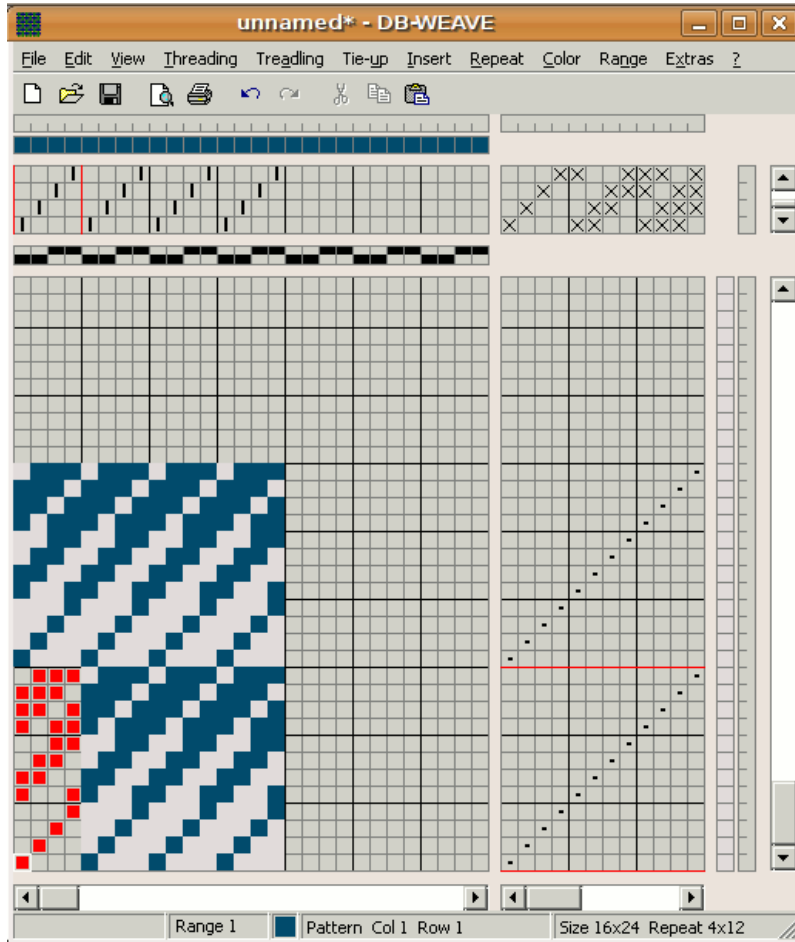 unnamed* - DB-WEAVE
File Edit View Threading Treadling Tie-up Insert Repeat Color Range Extras ?
Range 1 Pattern Col 1 Row 1 Size 16x24 Repeat 4x12